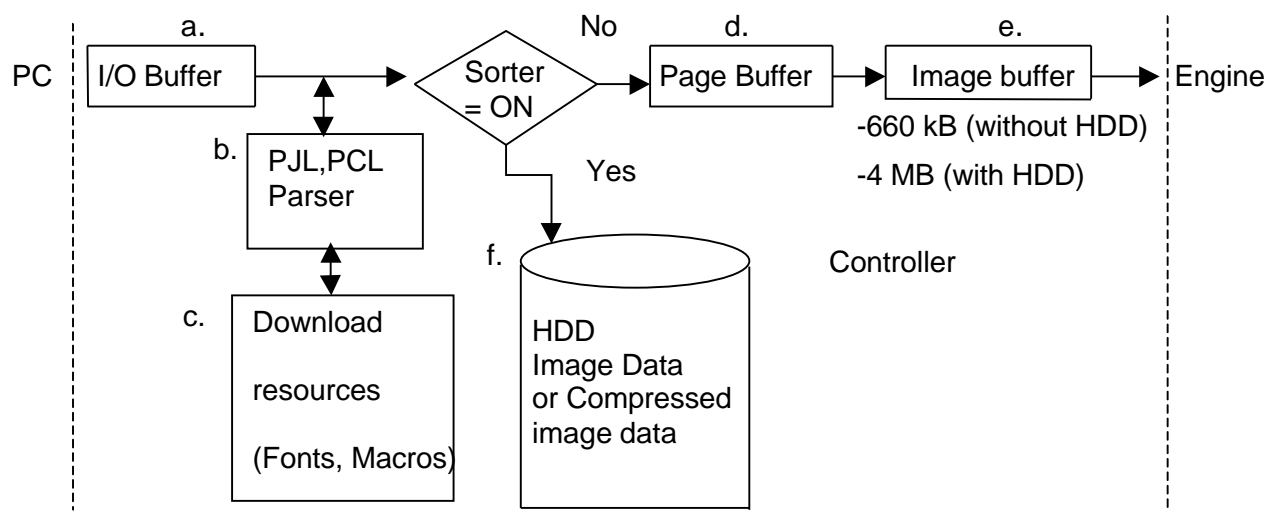 a.
No
d.
e.
PC
I/O Buffer
Sorter
= ON
Page Buffer
Image buffer
Engine
-660 kB (without HDD)
-4 MB (with HDD)
b.
PJL,PCL
Parser
Yes
f.
Controller
c.
Download
resources
(Fonts, Macros)
HDD
Image Data
or Compressed
image data